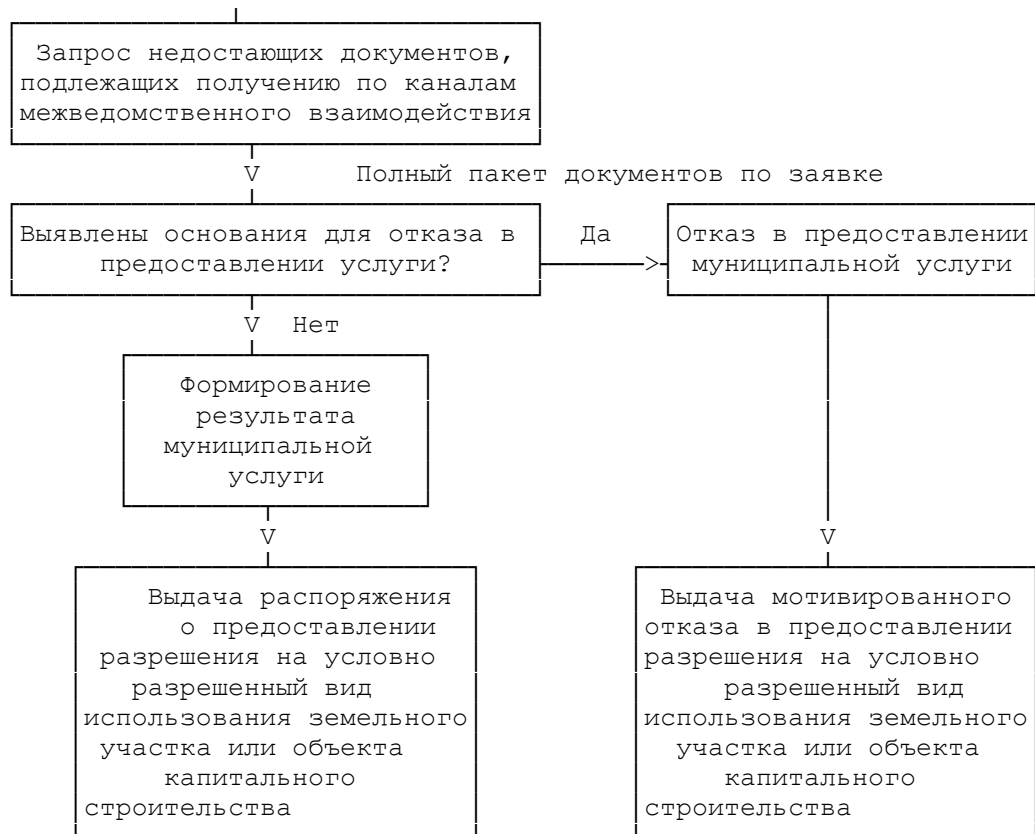 Запрос недостающих документов,
подлежащих получению по каналам
межведомственного взаимодействия
V Полный пакет документов по заявке
Выявлены основания для отказа в
предоставлении услуги?
Да
>
Отказ в предоставлении
муниципальной услуги
V Нет
Формирование
результата
муниципальной
услуги
V
V
Выдача распоряжения
о предоставлении
разрешения на условно
разрешенный вид
использования земельного
участка или объекта
капитального
строительства
Выдача мотивированного
отказа в предоставлении
разрешения на условно
разрешенный вид
использования земельного
участка или объекта
капитального
строительства